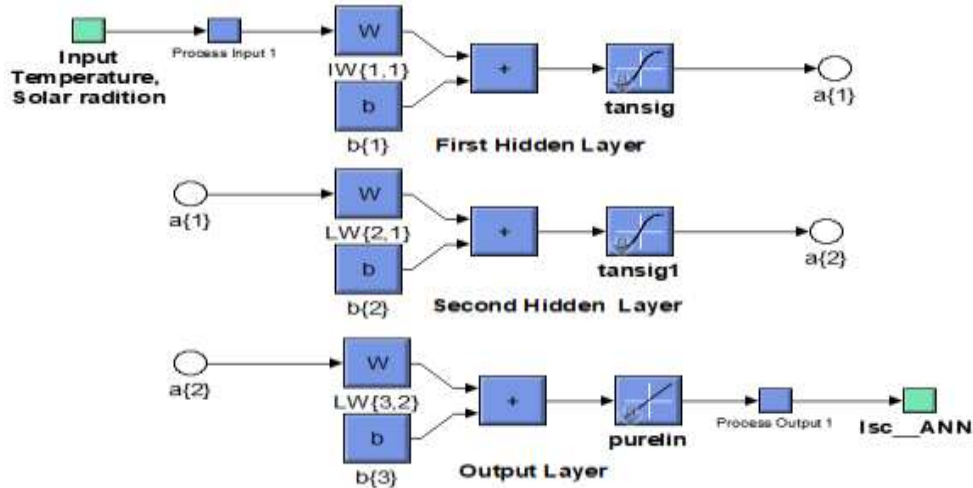 W
Process Input 1
Input
Temperature,
Solar radition
IW{1,1}
+
b
tansig
a{1}
b{1}
First Hidden Layer
W
a{1}
LW{2,1}
+
b
tansig1
a{2}
b{2}
Second Hidden Layer
W
a{2}
LW{3,2}
+
b
purelin
Process Output 1
Isc__ANN
b{3}
Output Layer